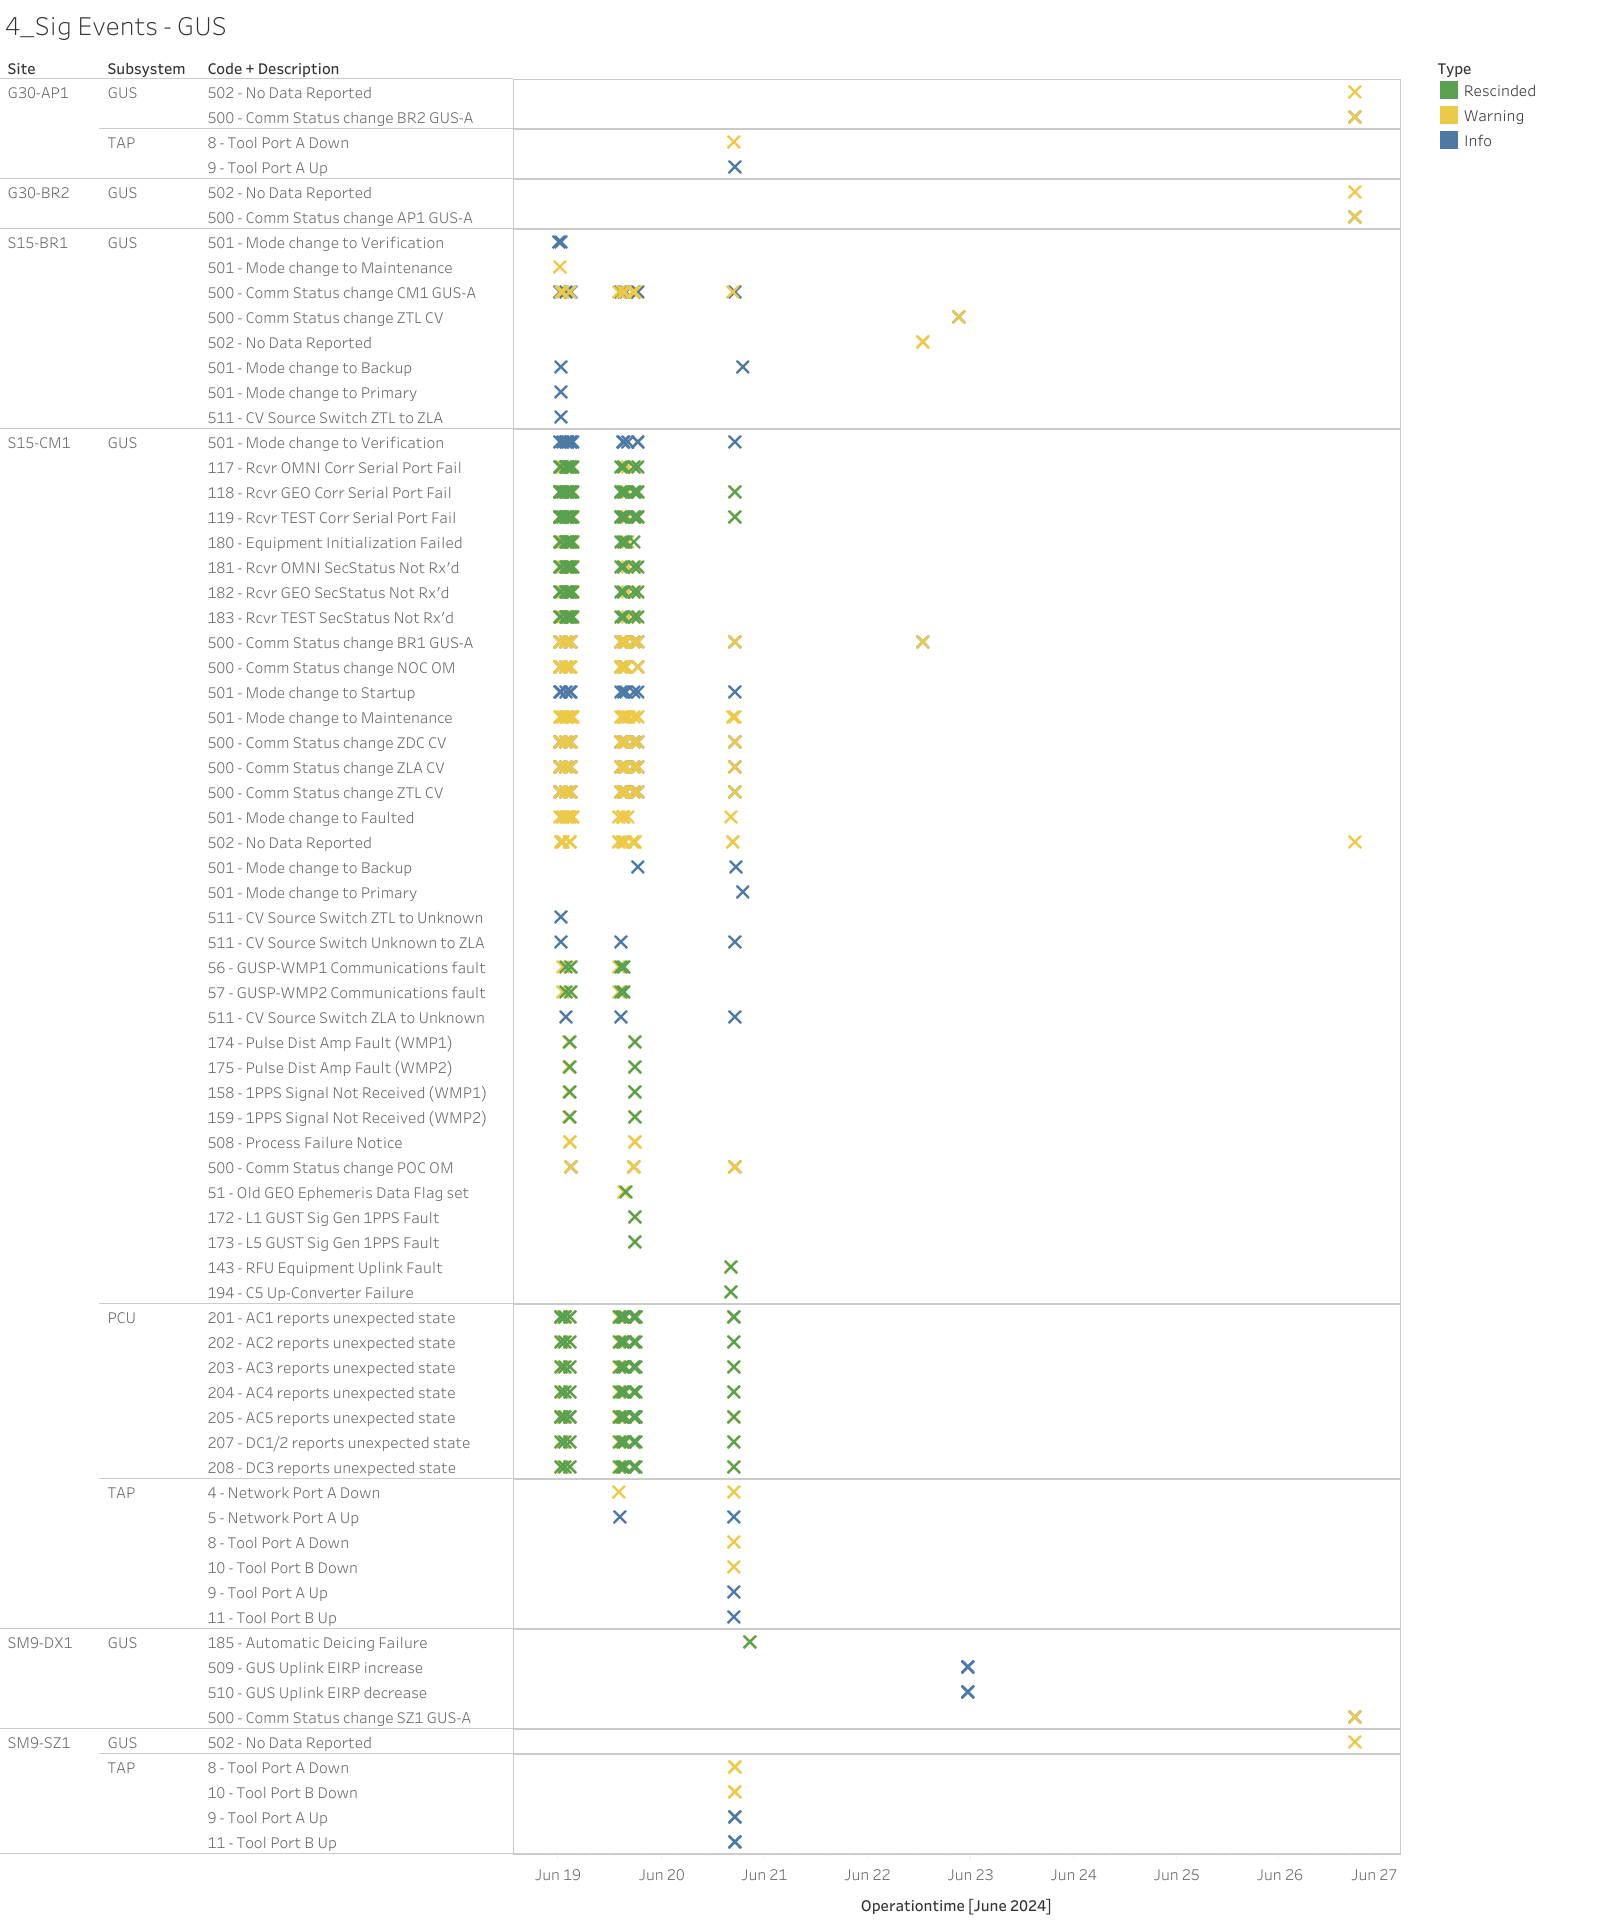 4_Sig Events - GUS
Site Subsystem Code + Description
Type
Rescinded
Warning
Info
G30-AP1 GUS 502 - No Data Reported
500 - Comm Status change BR2 GUS-A
TAP 8 - Tool Port A Down
9 - Tool Port A Up
G30-BR2 GUS 502 - No Data Reported
500 - Comm Status change AP1 GUS-A
S15-BR1 GUS 501 - Mode change to Verification
501 - Mode change to Maintenance
500 - Comm Status change CM1 GUS-A
500 - Comm Status change ZTL CV
502 - No Data Reported
501 - Mode change to Backup
501 - Mode change to Primary
511 - CV Source Switch ZTL to ZLA
S15-CM1 GUS 501 - Mode change to Verification
117 - Rcvr OMNI Corr Serial Port Fail
118 - Rcvr GEO Corr Serial Port Fail
119 - Rcvr TEST Corr Serial Port Fail
180 - Equipment Initialization Failed
181 - Rcvr OMNI SecStatus Not Rx'd
182 - Rcvr GEO SecStatus Not Rx'd
183 - Rcvr TEST SecStatus Not Rx'd
500 - Comm Status change BR1 GUS-A
500 - Comm Status change NOC OM
501 - Mode change to Startup
501 - Mode change to Maintenance
500 - Comm Status change ZDC CV
500 - Comm Status change ZLA CV
500 - Comm Status change ZTL CV
501 - Mode change to Faulted
502 - No Data Reported
501 - Mode change to Backup
501 - Mode change to Primary
511 - CV Source Switch ZTL to Unknown
511 - CV Source Switch Unknown to ZLA
56 - GUSP-WMP1 Communications fault
57 - GUSP-WMP2 Communications fault
511 - CV Source Switch ZLA to Unknown
174 - Pulse Dist Amp Fault (WMP1)
175 - Pulse Dist Amp Fault (WMP2)
158 - 1PPS Signal Not Received (WMP1)
159 - 1PPS Signal Not Received (WMP2)
508 - Process Failure Notice
500 - Comm Status change POC OM
51 - Old GEO Ephemeris Data Flag set
172 - L1 GUST Sig Gen 1PPS Fault
173 - L5 GUST Sig Gen 1PPS Fault
143 - RFU Equipment Uplink Fault
194 - C5 Up-Converter Failure
PCU 201 - AC1 reports unexpected state
202 - AC2 reports unexpected state
203 - AC3 reports unexpected state
204 - AC4 reports unexpected state
205 - AC5 reports unexpected state
207 - DC1/2 reports unexpected state
208 - DC3 reports unexpected state
TAP 4 - Network Port A Down
5 - Network Port A Up
8 - Tool Port A Down
10 - Tool Port B Down
9 - Tool Port A Up
11 - Tool Port B Up
SM9-DX1 GUS 185 - Automatic Deicing Failure
509 - GUS Uplink EIRP increase
510 - GUS Uplink EIRP decrease
500 - Comm Status change SZ1 GUS-A
SM9-SZ1 GUS 502 - No Data Reported
TAP 8 - Tool Port A Down
10 - Tool Port B Down
9 - Tool Port A Up
11 - Tool Port B Up
Jun 19 Jun 20 Jun 21 Jun 22 Jun 23 Jun 24 Jun 25 Jun 26 Jun 27
Operationtime [June 2024]